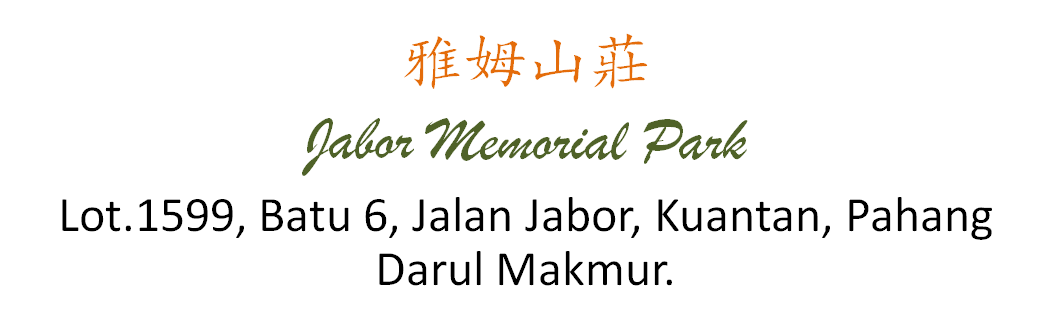 雅姆山莊
Jabor Memorial Park
Lot.1599, Batu 6, Jalan Jabor, Kuantan, Pahang
Darul Makmur.